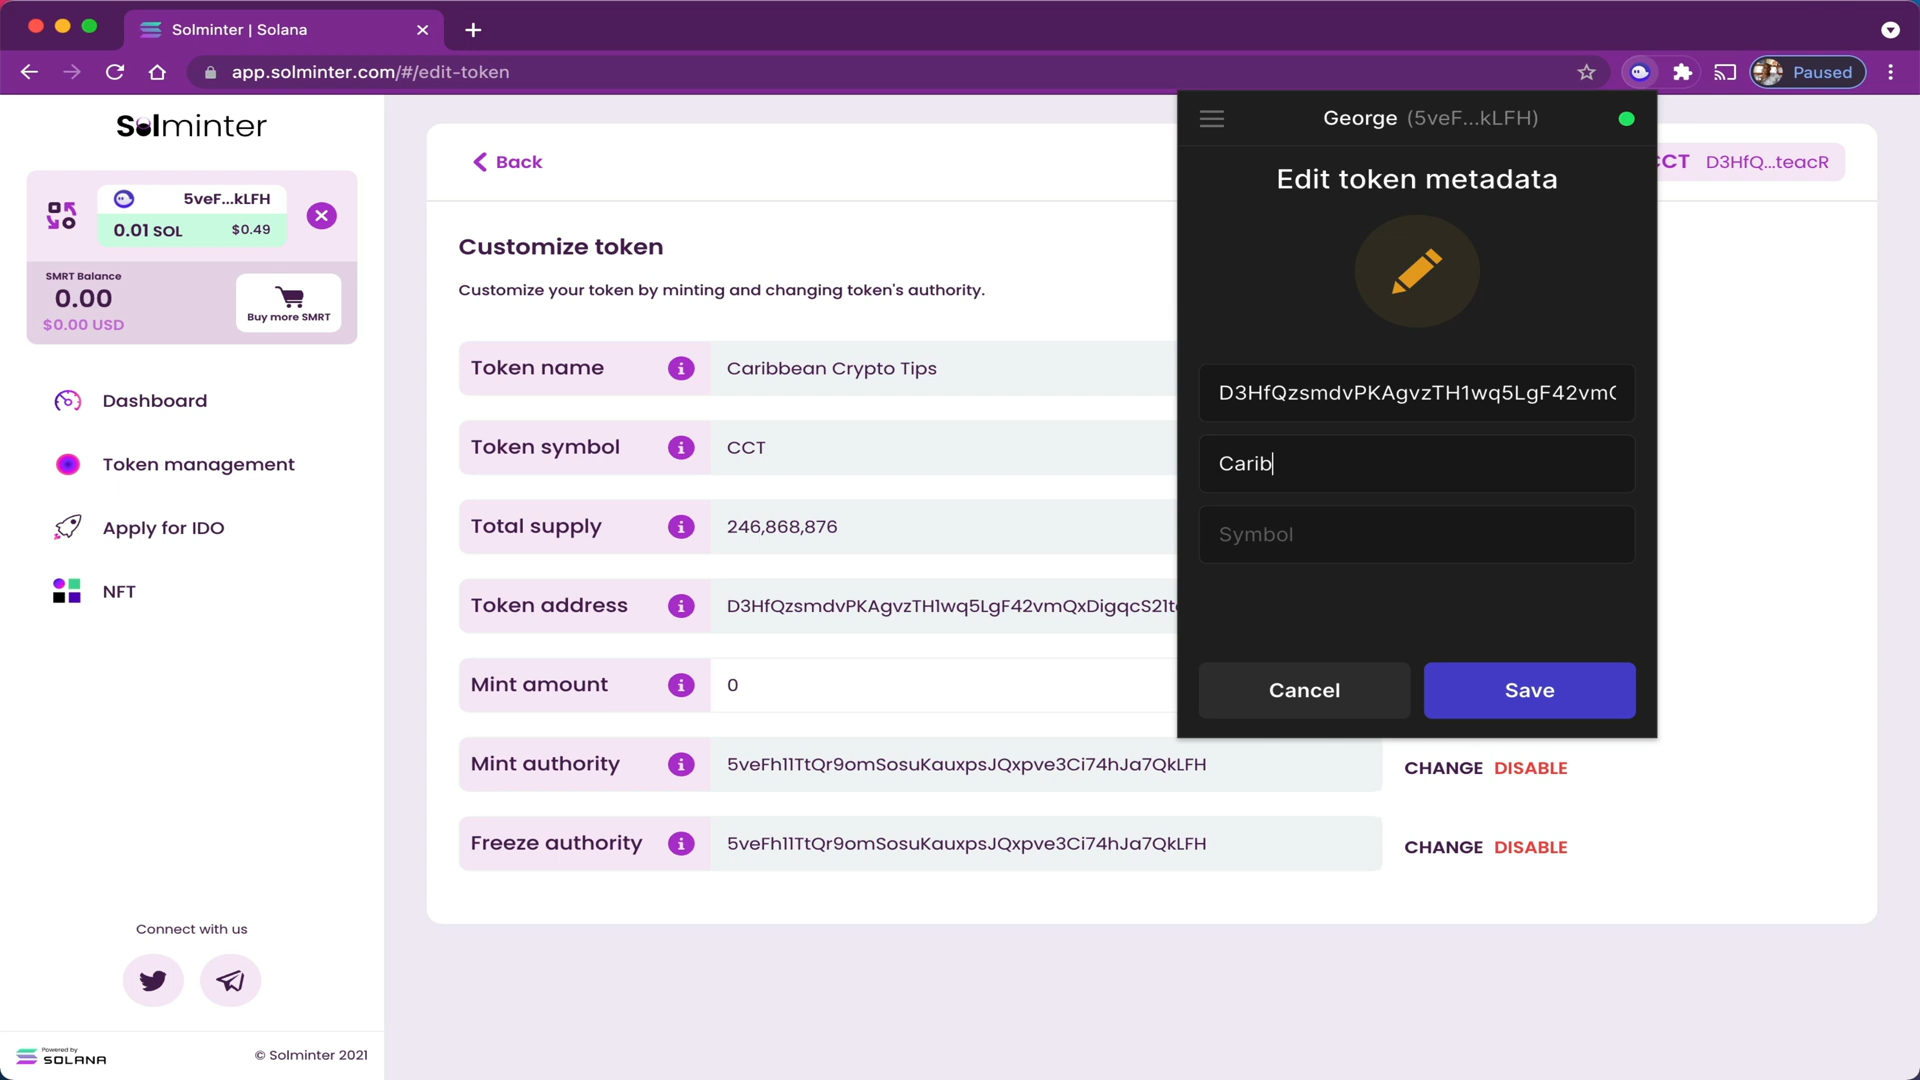 Solminter | Solana
app.solminter.com/#/edit-token
Paused
Solminter
5veF...kLFH
0.01 SOL
$0.49
SMRT Balance
0.00
$0.00 USD
Buy more SMRT
Dashboard
Token management
Apply for IDO
NFT
Connect with us
Powered by
SOLANA
© Solminter 2021
Back
CCT D3HfQ...teacR
Customize token
Customize your token by minting and changing token's authority.
Token name
Caribbean Crypto Tips
Token symbol
CCT
Total supply
246,868,876
Token address
D3HfQzsmdvPKAgvzTH1wq5LgF42vmQxDigqcS21t
Mint amount
0
Mint authority
5veFh11TtQr9omSosuKauxpsJQxpve3Ci74hJa7QkLFH
CHANGE DISABLE
Freeze authority
5veFh11TtQr9omSosuKauxpsJQxpve3Ci74hJa7QkLFH
CHANGE DISABLE
George (5veF...kLFH)
Edit token metadata
D3HfQzsmdvPKAgvzTH1wq5LgF42vm
Carib
Symbol
Cancel
Save